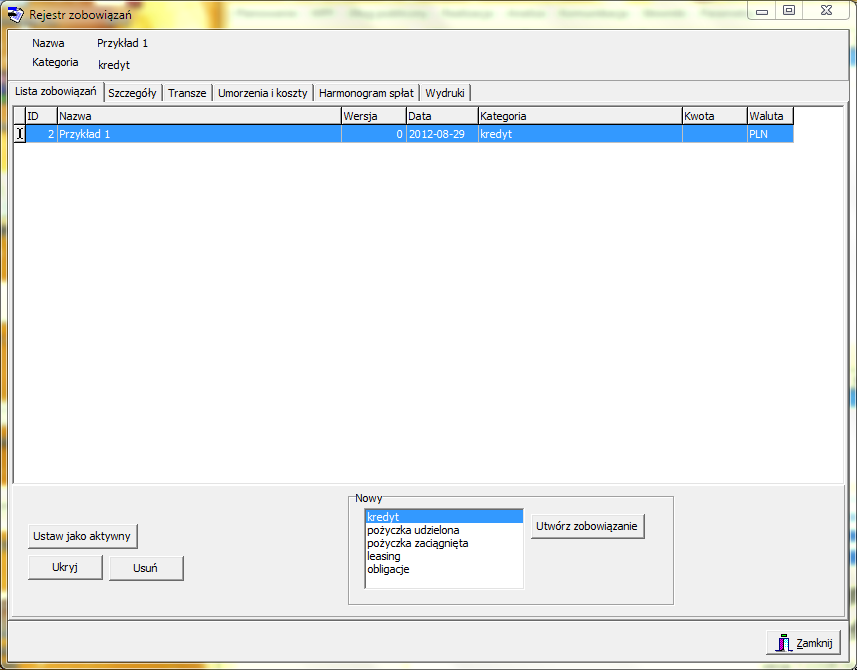 Rejestr zobowiązań
Nazwa Przykład 1
Kategoria kredyt
Lista zobowiązań Szczegóły Transze Umorzenia i koszty Harmonogram spłat Wydruki
ID Nazwa Wersja Data Kategoria Kwota Waluta
2 Przykład 1 0 2012-08-29 kredyt PLN
Nowy
kredyt
pożyczka udzielona
pożyczka zaciągnięta
leasing
obligacje
Utwórz zobowiązanie
Ustaw jako aktywny
Ukryj Usuń
Zamknij